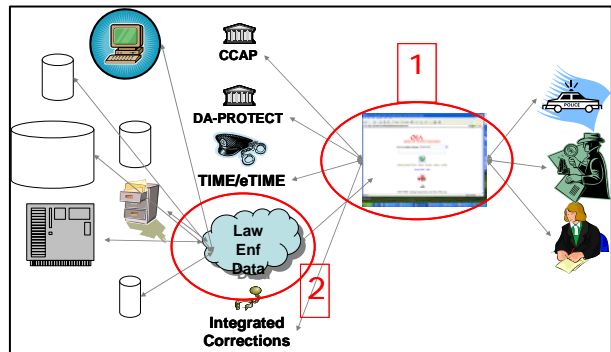 1
CCAP
DA-PROTECT
TIME/eTIME
POLICE
Law
Enf
Data
2
Integrated
Corrections